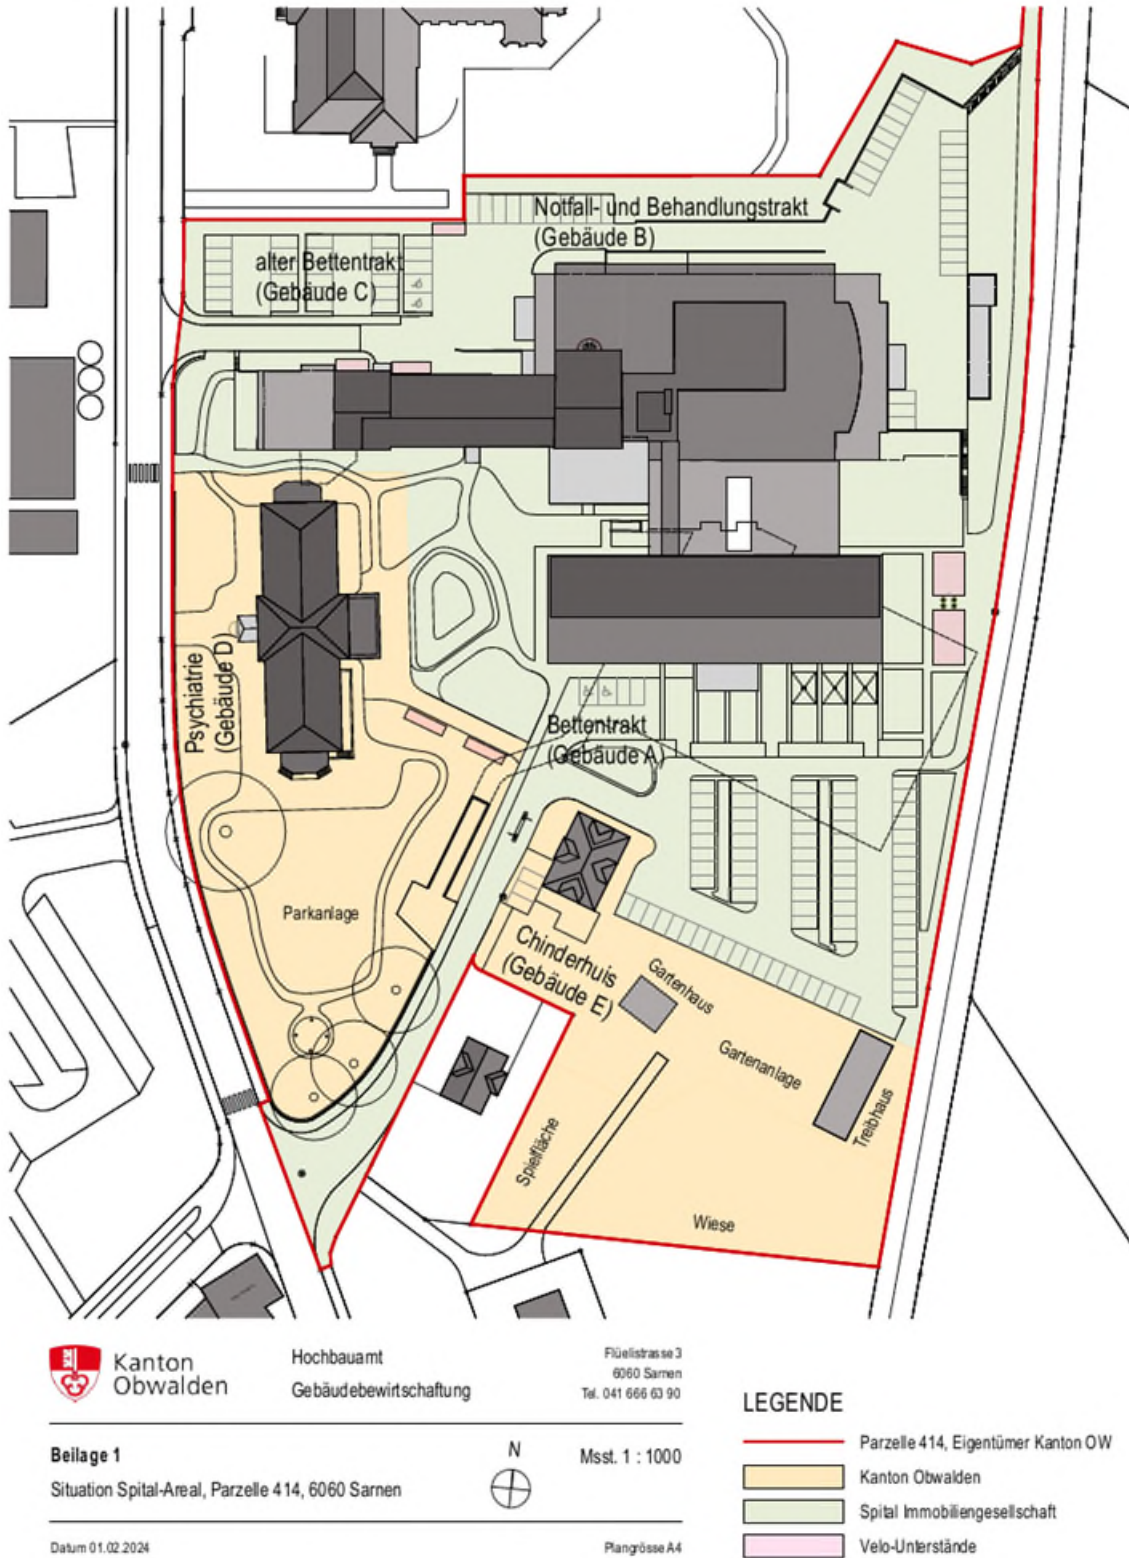 Notfall- und Behandlungstrakt
(Gebäude B)
alter Bettentrakt
(Gebäude C)
Psychiatrie
(Gebäude D)
Bettentrakt
(Gebäude A)
Parkanlage
Chinderhuis
(Gebäude E)
Gartenhaus
Gartenanlage
Treibhaus
Spielfläche
Wiese
Kanton
Obwalden
Hochbauamt
Gebäudebewirtschaftung
Flüelistrasse 3
6060 Sarnen
Tel. 041 666 63 90
Beilage 1
Situation Spital-Areal, Parzelle 414, 6060 Sarnen
N
Msst. 1 : 1000
Datum 01.02.2024
Plangrösse A4
LEGENDE
Parzelle 414, Eigentümer Kanton OW
Kanton Obwalden
Spital Immobiliengesellschaft
Velo-Unterstände